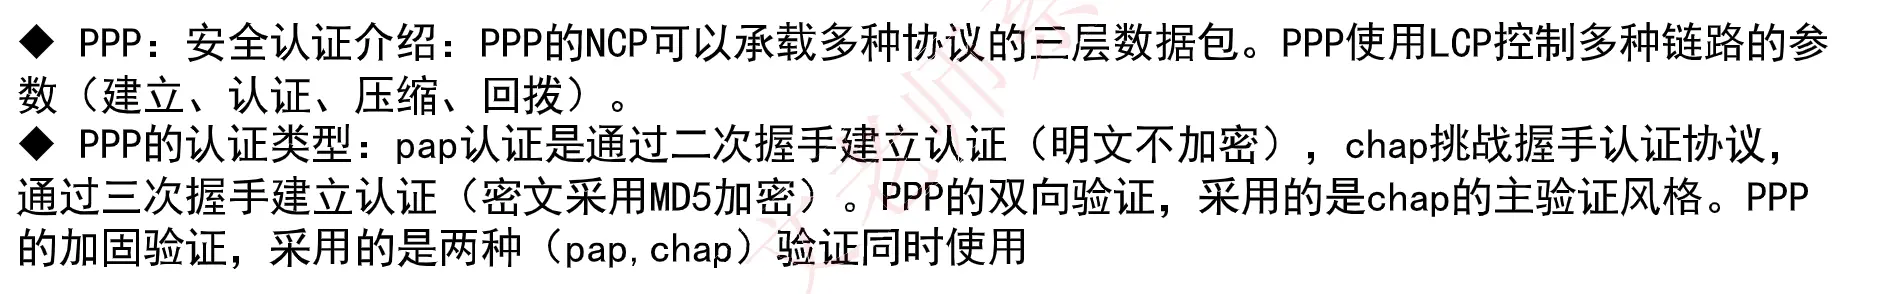 ◆ PPP：安全认证介绍：PPP的NCP可以承载多种协议的三层数据包。PPP使用LCP控制多种链路的参
数（建立、认证、压缩、回拨）。
◆ PPP的认证类型：pap认证是通过二次握手建立认证（明文不加密），chap挑战握手认证协议，
通过三次握手建立认证（密文采用MD5加密）。PPP的双向验证，采用的是chap的主验证风格。PPP
的加固验证，采用的是两种（pap,chap）验证同时使用